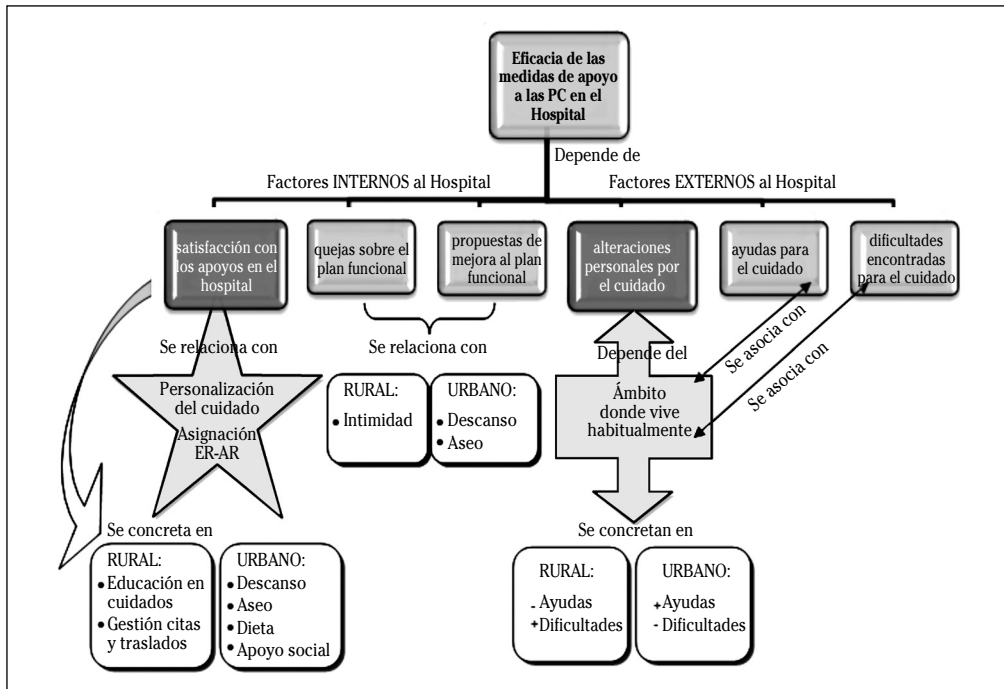 Eficacia de las
medidas de apoyo
a las PC en el
Hospital
Depende de
Factores INTERNOS al Hospital
Factores EXTERNOS al Hospital
satisfacción con
los apoyos en el
hospital
quejas sobre el
plan funcional
propuestas de
mejora al plan
funcional
alteraciones
personales por
el cuidado
ayudas para
el cuidado
dificultades
encontradas
para el cuidado
Se relaciona con
Personalización
del cuidado
Asignación
ER-AR
Se relaciona con
RURAL:
• Intimidad
URBANO:
• Descanso
• Aseo
Depende del
Ámbito
donde vive
habitualmente
Se asocia con
Se asocia con
Se concreta en
RURAL:
• Educación en
cuidados
• Gestión citas
y traslados
URBANO:
• Descanso
• Aseo
• Dieta
• Apoyo social
Se concretan en
RURAL:
- Ayudas
+Dificultades
URBANO:
+Ayudas
- Dificultades